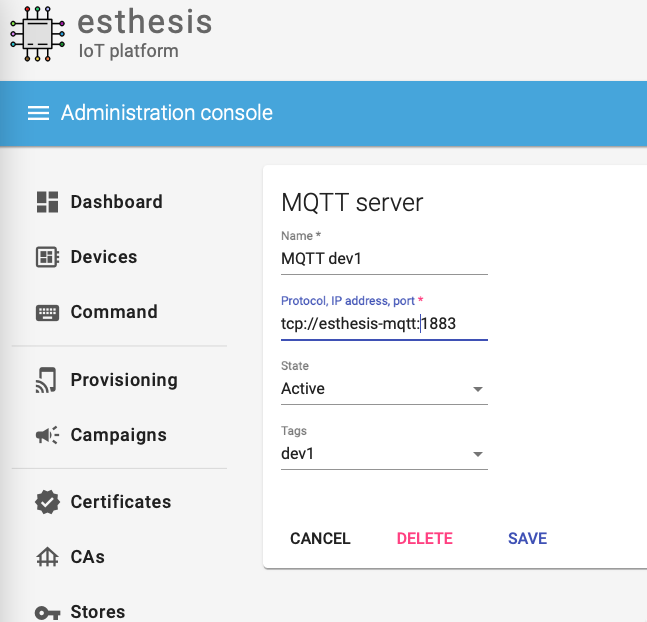 esthesis
IoT platform
Administration console
Dashboard
Devices
Command
Provisioning
Campaigns
Certificates
CAs
Stores
MQTT server
Name *
MQTT dev1
Protocol, IP address, port *
tcp://esthesis-mqtt:1883
State
Active
Tags
dev1
CANCEL DELETE SAVE